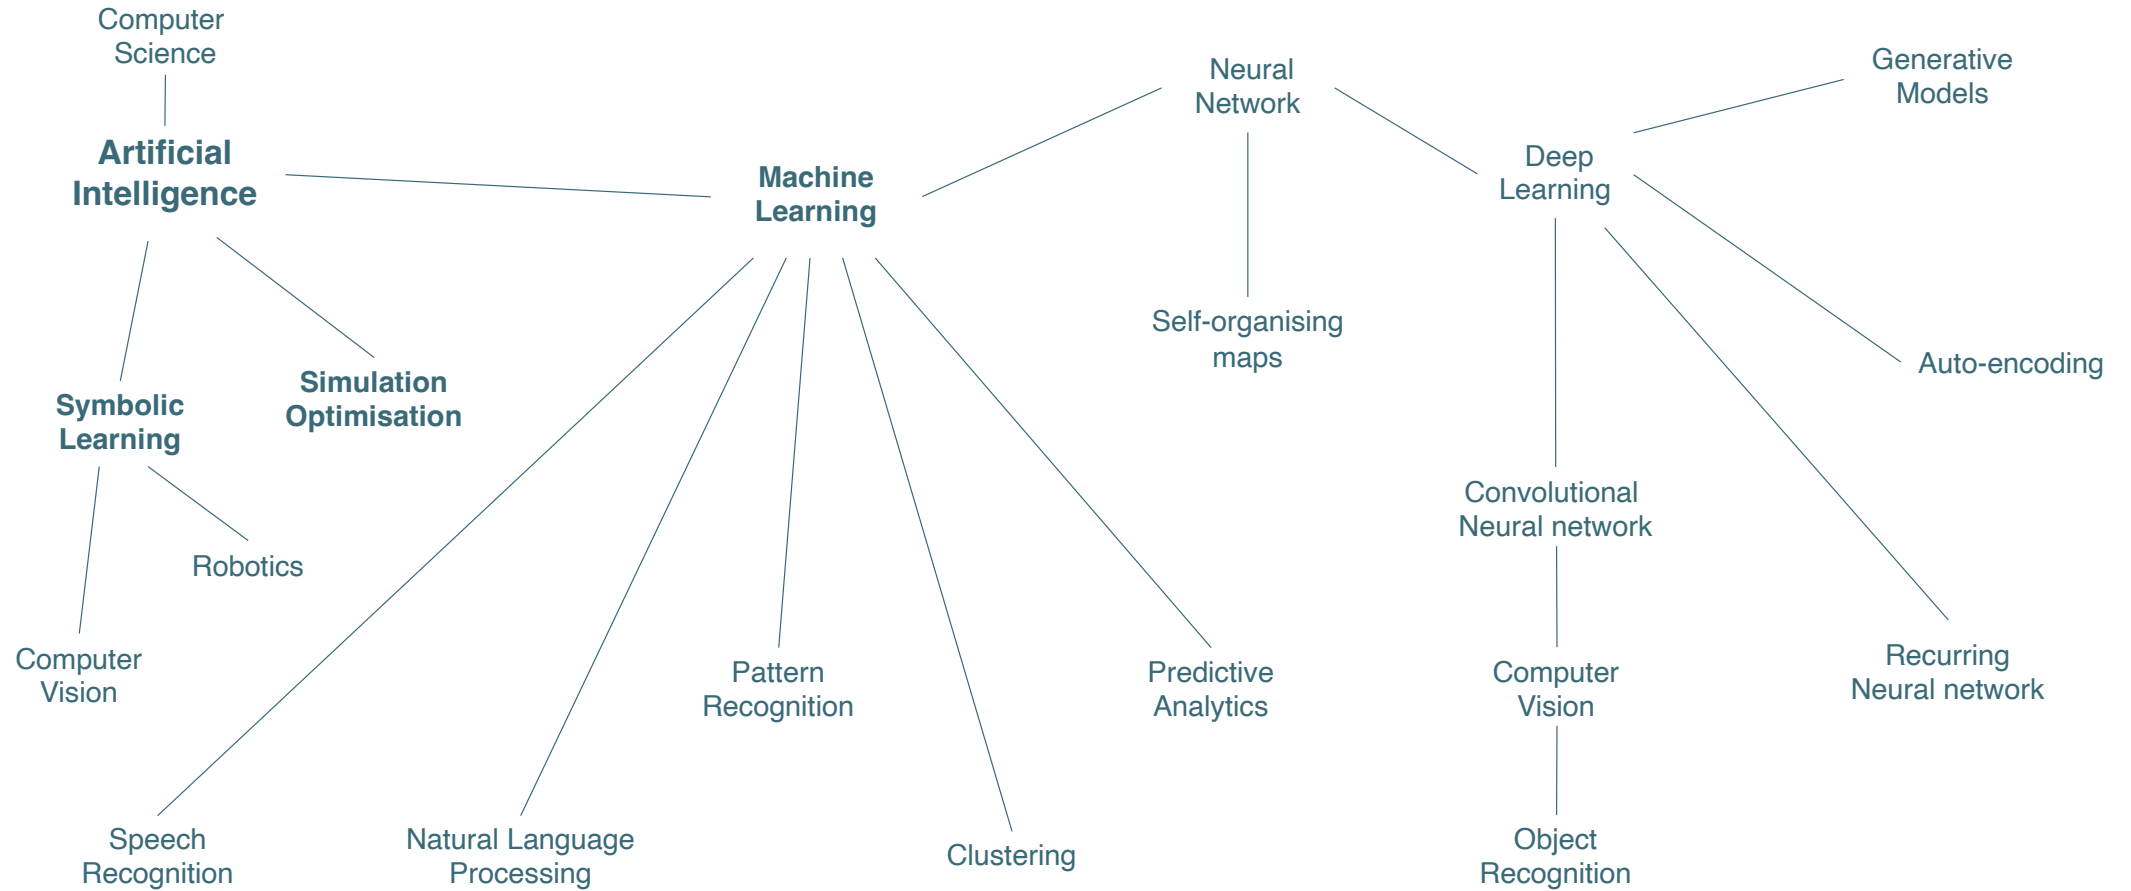 Computer
Science
Artificial
Intelligence
Machine
Learning
Neural
Network
Deep
Learning
Generative
Models
Symbolic
Learning
Simulation
Optimisation
Self-organising
maps
Auto-encoding
Robotics
Convolutional
Neural network
Computer
Vision
Pattern
Recognition
Predictive
Analytics
Computer
Vision
Recurring
Neural network
Speech
Recognition
Natural Language
Processing
Clustering
Object
Recognition